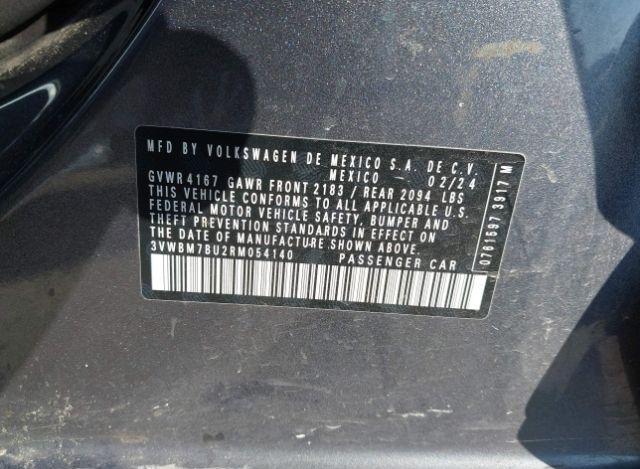 MFD BY VOLKSWAGEN DE MEXICO S.A. DE C.V.
MEXICO - 02/24
GVWR 4167 GAWR FRONT 2183 / REAR 2094 LBS
THIS VEHICLE CONFORMS TO ALL APPLICABLE U.S.
FEDERAL MOTOR VEHICLE SAFETY, BUMPER AND
THEFT PREVENTION STANDARDS IN EFFECT ON
THE DATE OF MANUFACTURE SHOWN ABOVE.
3VWBM7BU2RM054140 PASSENGER CAR
0761697 3917 M